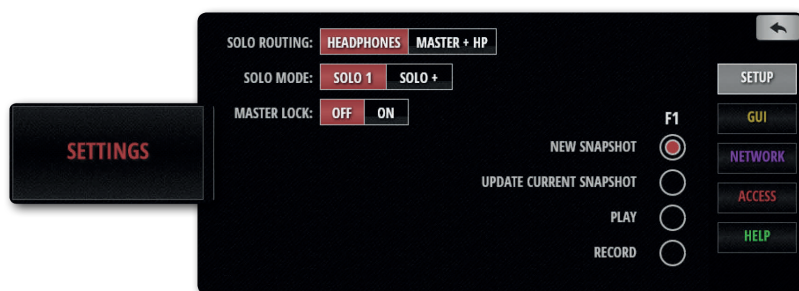 SETTINGS
SOLO ROUTING: HEADPHONES MASTER + HP
SOLO MODE: SOLO 1 SOLO +
MASTER LOCK: OFF ON
F1
NEW SNAPSHOT
UPDATE CURRENT SNAPSHOT
PLAY
RECORD
SETUP
GUI
NETWORK
ACCESS
HELP